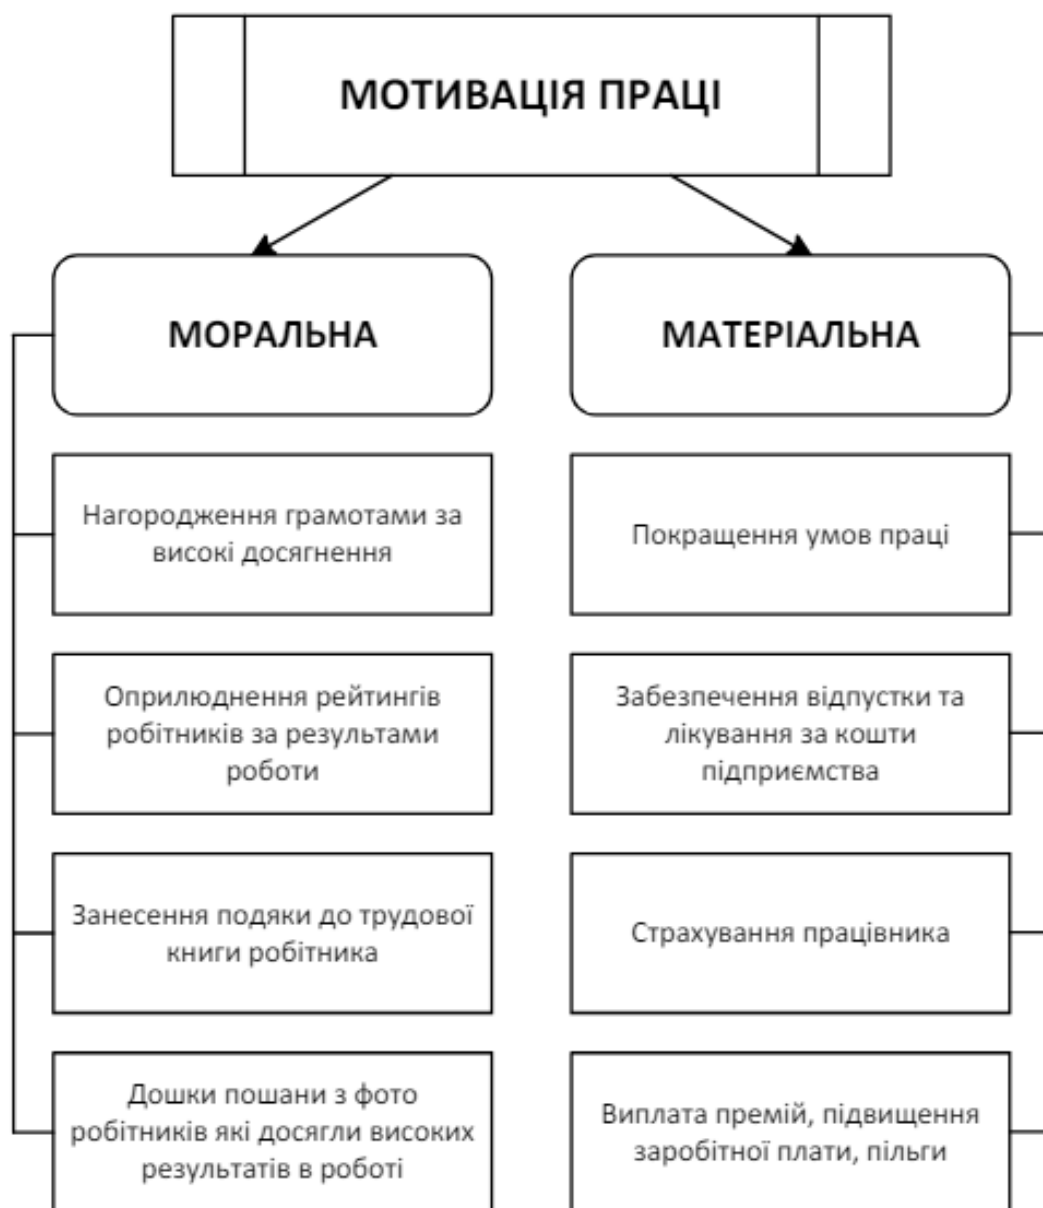 МОТИВАЦІЯ ПРАЦІ
МОРАЛЬНА
Нагородження грамотами за
високі досягнення
Оприлюднення рейтингів
робітників за результами
роботи
Занесення подяки до трудової
книги робітника
Дошки пошани з фото
робітників які досягли високих
результатів в роботі
МАТЕРІАЛЬНА
Покращення умов праці
Забезпечення відпустки та
лікування за кошти
підприємства
Страхування працівника
Виплата премій, підвищення
заробітної плати, пільги